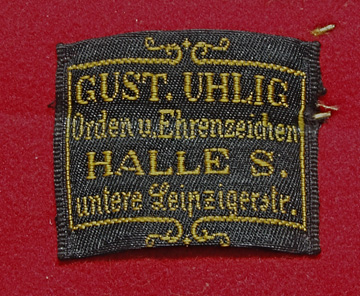 GUST. UHLIG
Orden u. Ehrenzeichen
HALLE S.
untere Leipzigerstr.